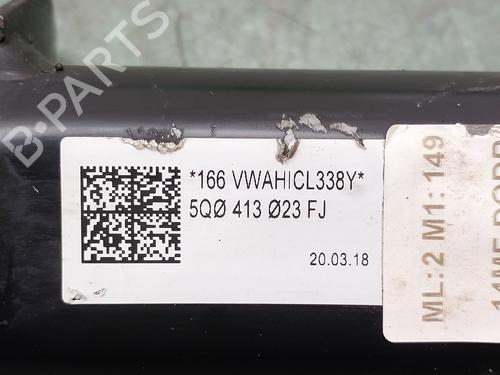 B-PARTS
*166 VWAHICL338Y*
5QØ 413 Ø23 FJ
20.03.18
ML:2 M1:149